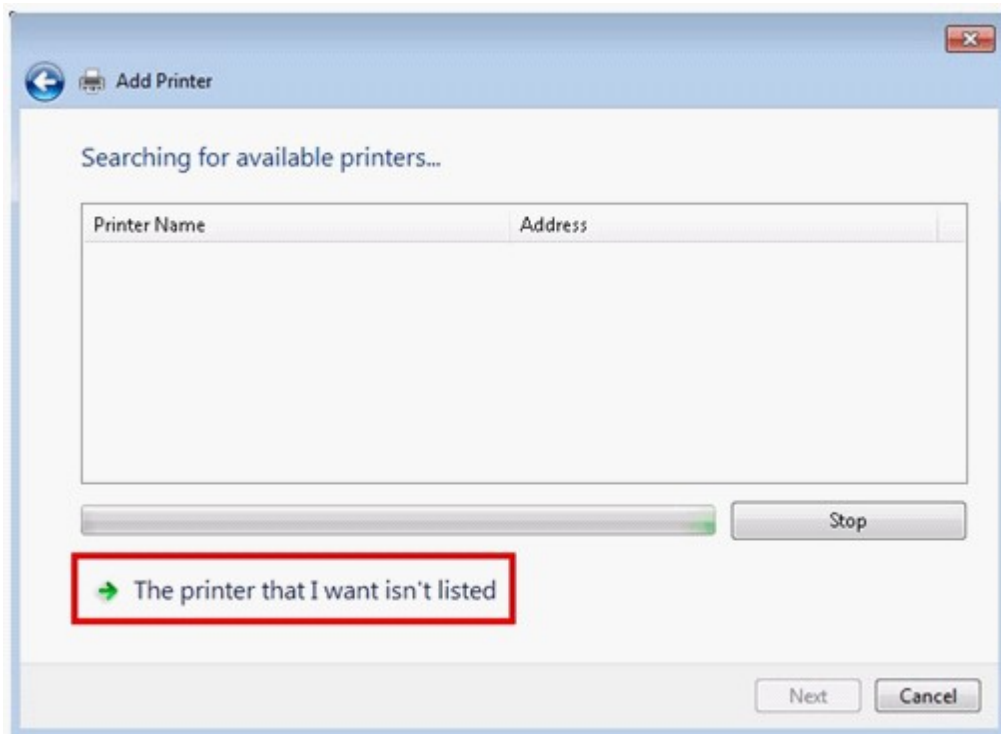 Add Printer
Searching for available printers...
Printer Name Address
Stop
The printer that I want isn't listed
Next Cancel